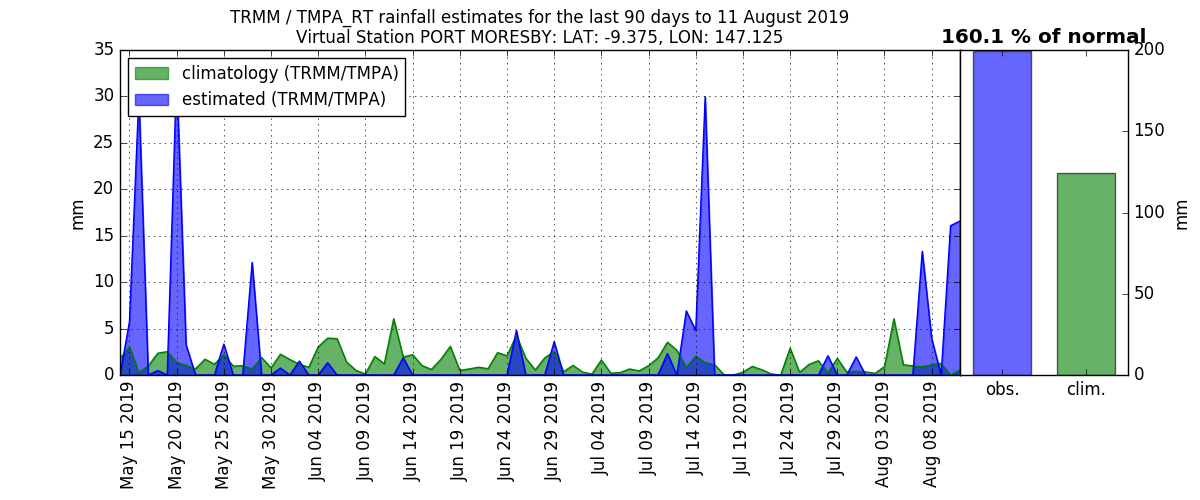 TRMM / TMPA_RT rainfall estimates for the last 90 days to 11 August 2019
Virtual Station PORT MORESBY: LAT: -9.375, LON: 147.125
160.1 % of normal
climatology (TRMM/TMPA)
estimated (TRMM/TMPA)
35
30
25
20
15
10
5
0
mm
200
150
100
50
0
mm
May 15 2019
May 20 2019
May 25 2019
May 30 2019
Jun 04 2019
Jun 09 2019
Jun 14 2019
Jun 19 2019
Jun 24 2019
Jun 29 2019
Jul 04 2019
Jul 09 2019
Jul 14 2019
Jul 19 2019
Jul 24 2019
Jul 29 2019
Aug 03 2019
Aug 08 2019
obs.
clim.